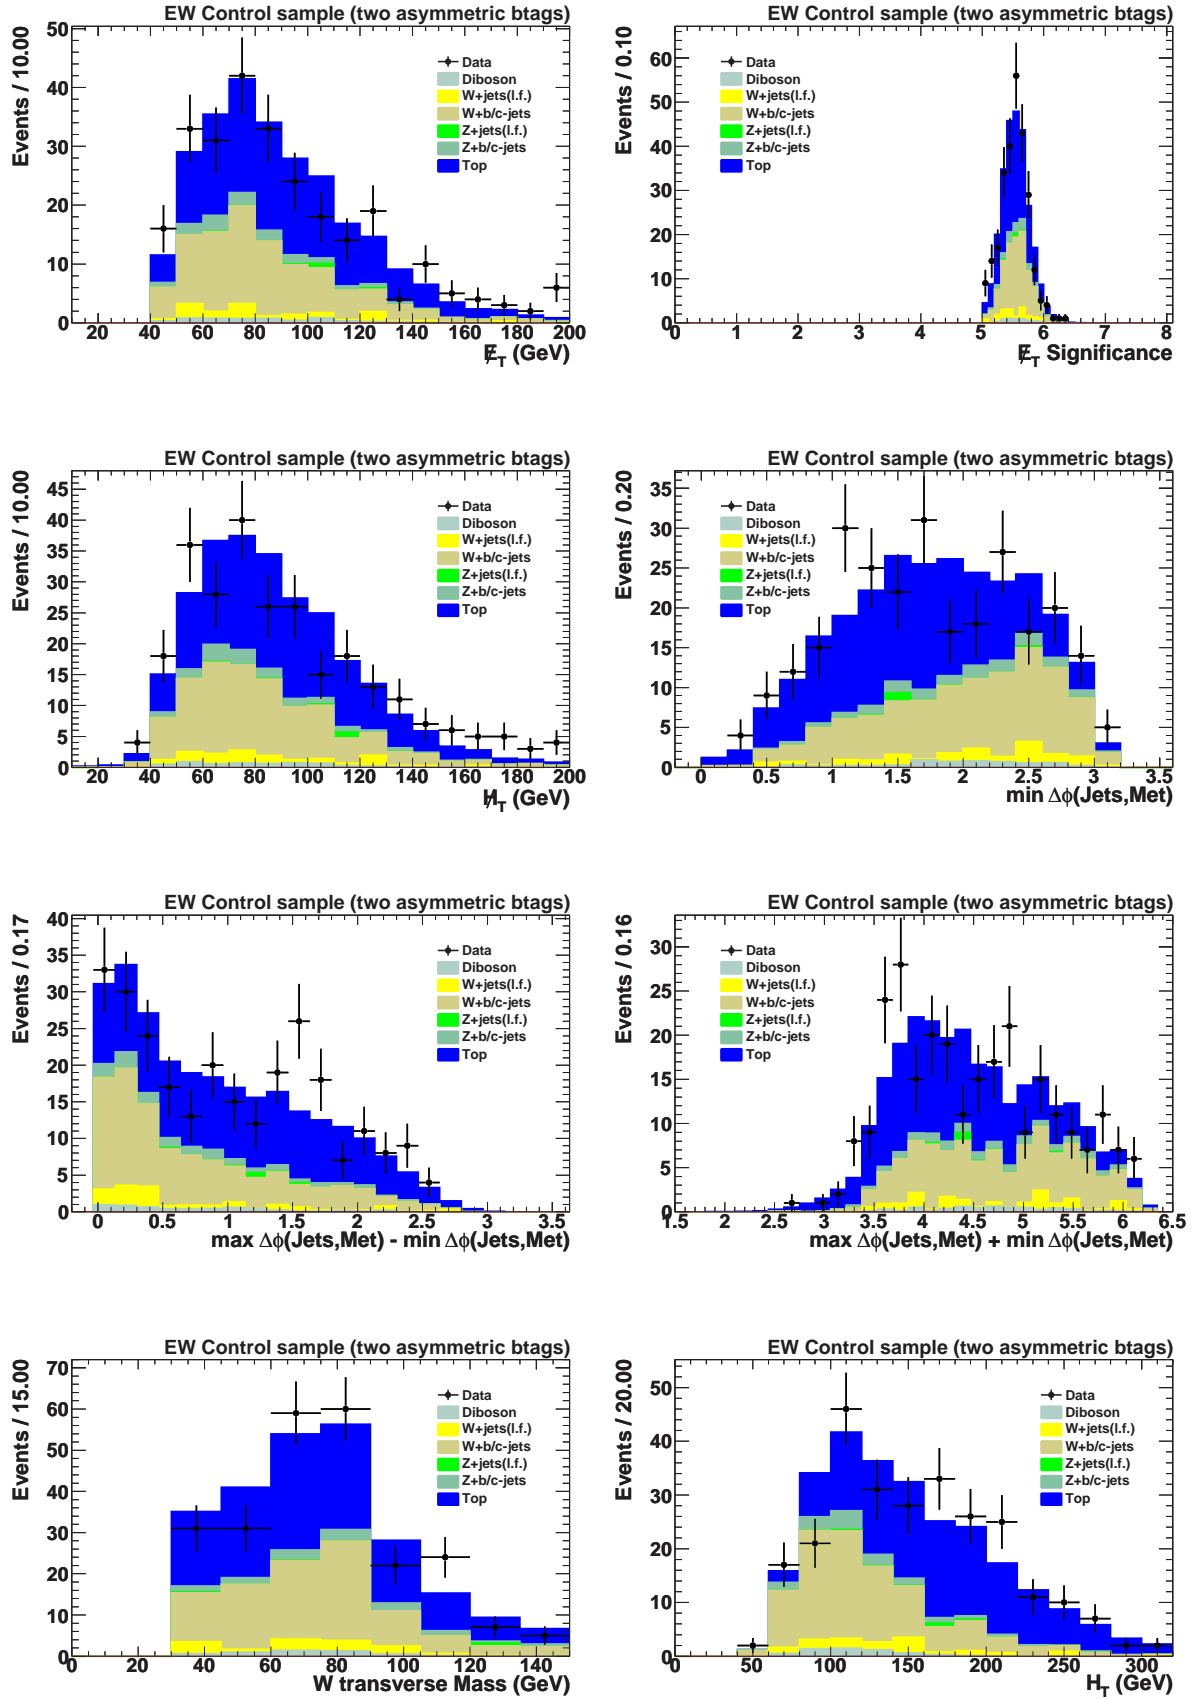 EW Control sample (two asymmetric btags)
Events / 10.00
50
40
30
20
10
0
Data
Diboson
W+jets(l.f.)
W+b/c-jets
Z+jets(l.f.)
Z+b/c-jets
Top
20 40 60 80 100 120 140 160 180 200
E̸_T (GeV)
EW Control sample (two asymmetric btags)
Events / 0.10
60
50
40
30
20
10
0
Data
Diboson
W+jets(l.f.)
W+b/c-jets
Z+jets(l.f.)
Z+b/c-jets
Top
0 1 2 3 4 5 6 7 8
E̸_T Significance
EW Control sample (two asymmetric btags)
Events / 10.00
45
40
35
30
25
20
15
10
5
0
Data
Diboson
W+jets(l.f.)
W+b/c-jets
Z+jets(l.f.)
Z+b/c-jets
Top
20 40 60 80 100 120 140 160 180 200
H̸_T (GeV)
EW Control sample (two asymmetric btags)
Events / 0.20
35
30
25
20
15
10
5
0
Data
Diboson
W+jets(l.f.)
W+b/c-jets
Z+jets(l.f.)
Z+b/c-jets
Top
0 0.5 1 1.5 2 2.5 3 3.5
min Δϕ(Jets,Met)
EW Control sample (two asymmetric btags)
Events / 0.17
40
35
30
25
20
15
10
5
0
Data
Diboson
W+jets(l.f.)
W+b/c-jets
Z+jets(l.f.)
Z+b/c-jets
Top
0 0.5 1 1.5 2 2.5 3 3.5
max Δϕ(Jets,Met) - min Δϕ(Jets,Met)
EW Control sample (two asymmetric btags)
Events / 0.16
30
25
20
15
10
5
0
Data
Diboson
W+jets(l.f.)
W+b/c-jets
Z+jets(l.f.)
Z+b/c-jets
Top
1.5 2 2.5 3 3.5 4 4.5 5 5.5 6 6.5
max Δϕ(Jets,Met) + min Δϕ(Jets,Met)
EW Control sample (two asymmetric btags)
Events / 15.00
70
60
50
40
30
20
10
0
Data
Diboson
W+jets(l.f.)
W+b/c-jets
Z+jets(l.f.)
Z+b/c-jets
Top
0 20 40 60 80 100 120 140
W transverse Mass (GeV)
EW Control sample (two asymmetric btags)
Events / 20.00
50
40
30
20
10
0
Data
Diboson
W+jets(l.f.)
W+b/c-jets
Z+jets(l.f.)
Z+b/c-jets
Top
0 50 100 150 200 250 300
H_T (GeV)